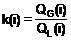 k(i)= Q_G(i) / Q_L(i)